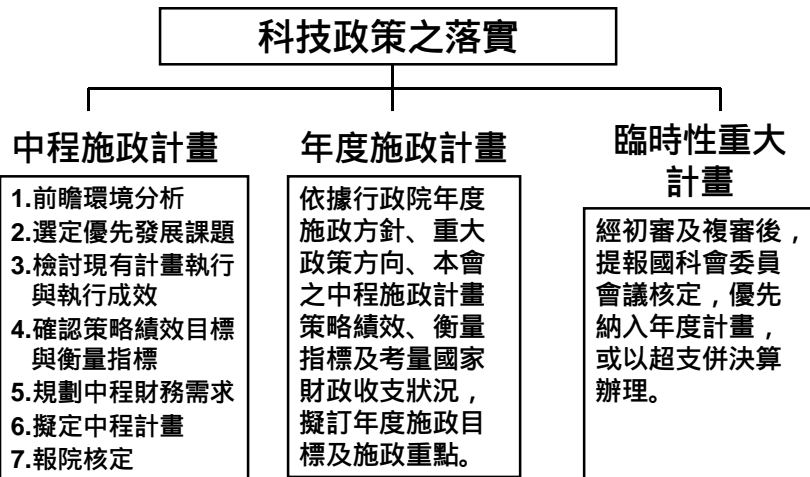 科技政策之落實
中程施政計畫
1.前瞻環境分析
2.選定優先發展課題
3.檢討現有計畫執行
與執行成效
4.確認策略績效目標
與衡量指標
5.規劃中程財務需求
6.擬定中程計畫
7.報院核定
年度施政計畫
依據行政院年度
施政方針、重大
政策方向、本會
之中程施政計畫
策略績效、衡量
指標及考量國家
財政收支狀況，
擬訂年度施政目
標及施政重點。
臨時性重大
計畫
經初審及複審後，
提報國科會委員
會議核定，優先
納入年度計畫，
或以超支併決算
辦理。